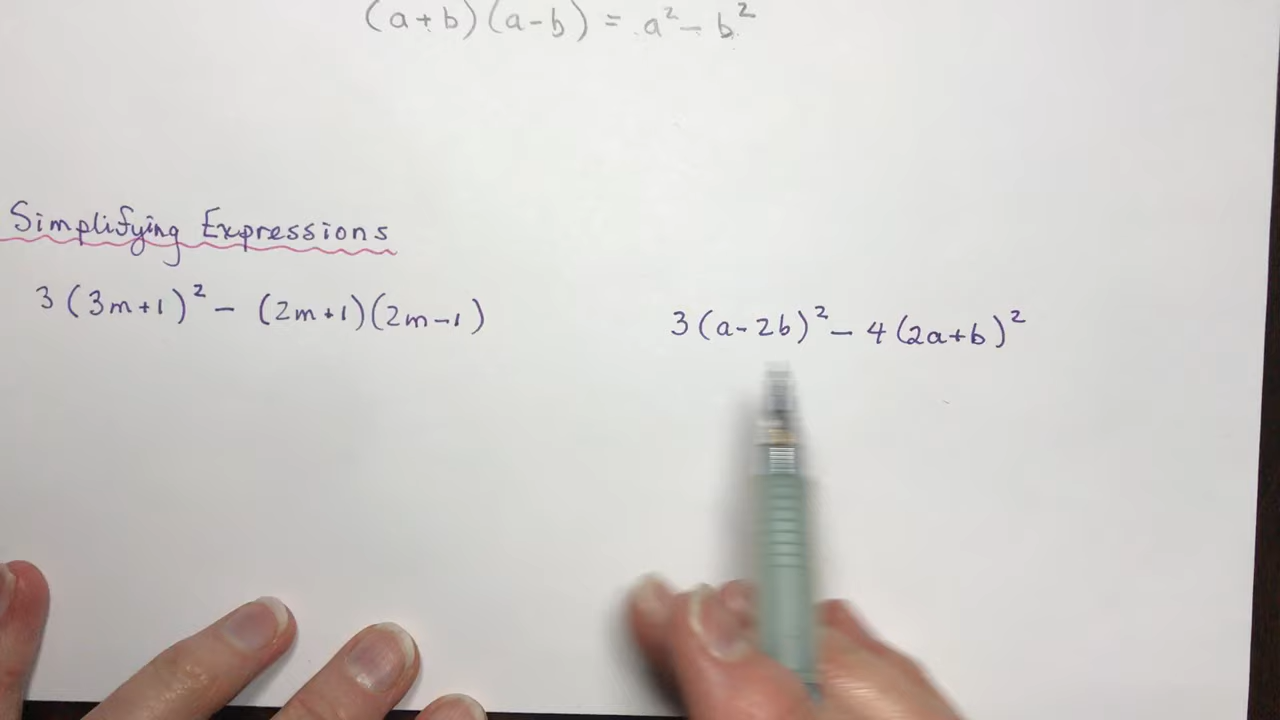 (a+b)(a-b) = a² - b²
Simplifying Expressions
3(3m+1)² - (2m+1)(2m-1)
3(a-2b)² - 4(2a+b)²